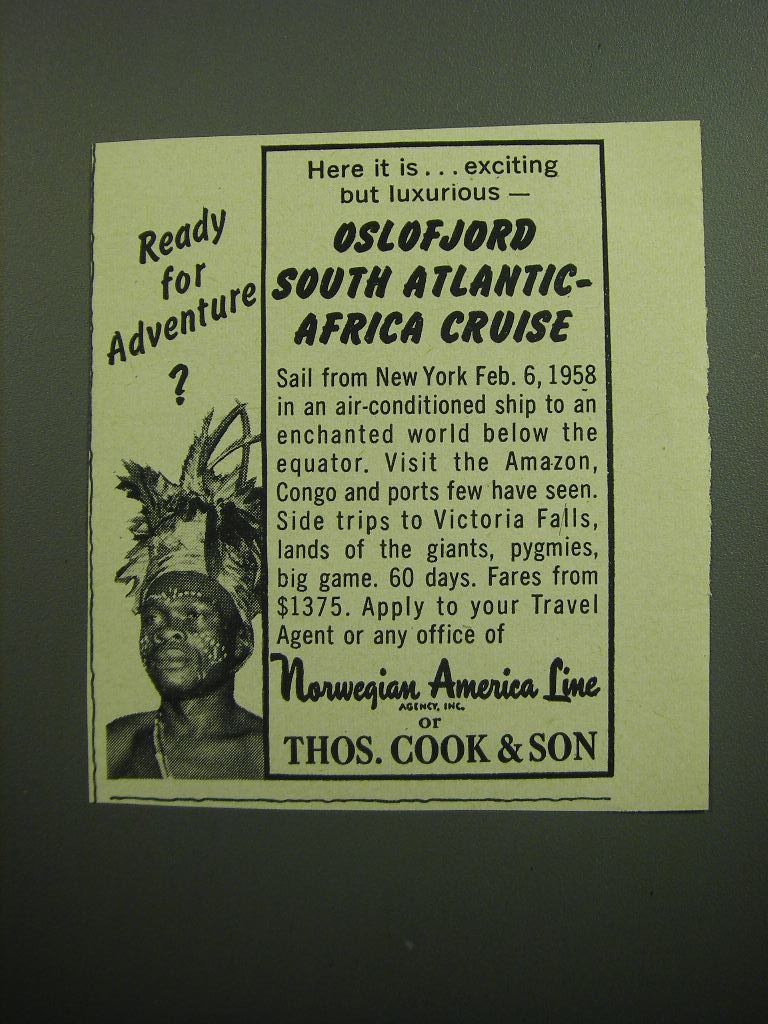 Ready
for
Adventure
?
Here it is... exciting
but luxurious —
OSLOFJORD
SOUTH ATLANTIC-
AFRICA CRUISE
Sail from New York Feb. 6, 1958
in an air-conditioned ship to an
enchanted world below the
equator. Visit the Amazon,
Congo and ports few have seen.
Side trips to Victoria Falls,
lands of the giants, pygmies,
big game. 60 days. Fares from
$1375. Apply to your Travel
Agent or any office of
Norwegian America Line
AGENCY, INC.
or
THOS. COOK & SON